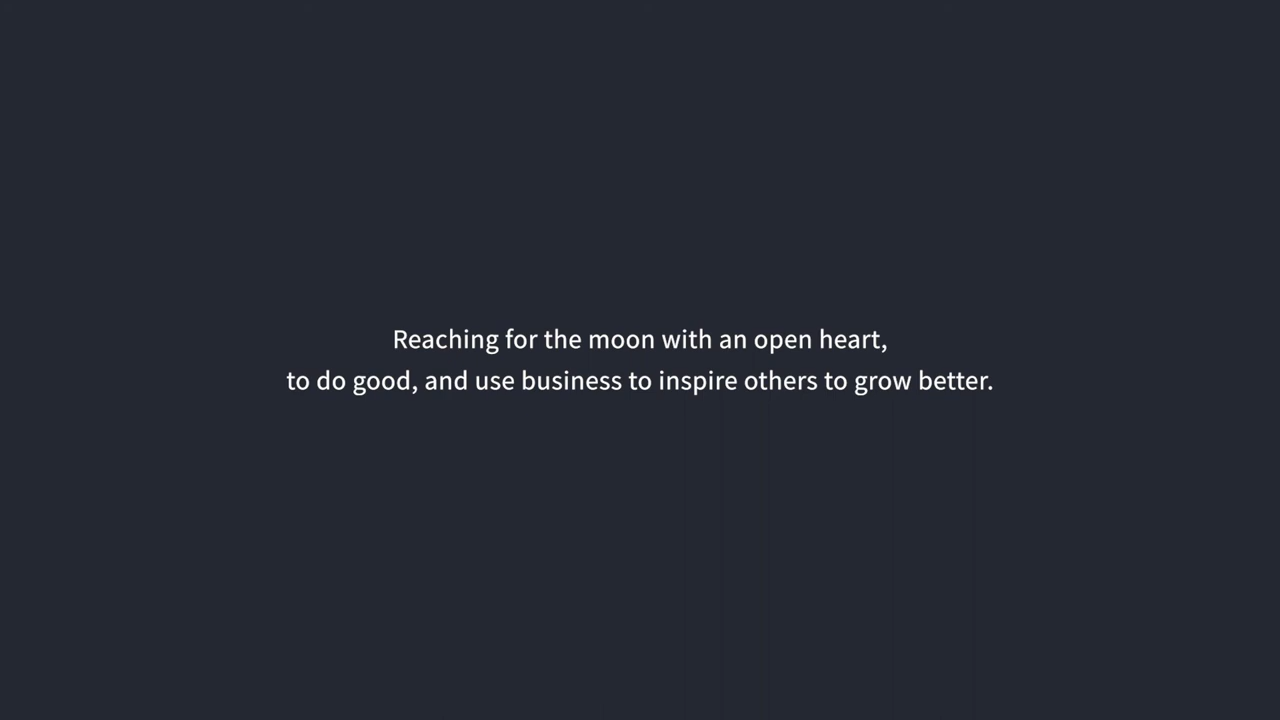 Reaching for the moon with an open heart,
to do good, and use business to inspire others to grow better.